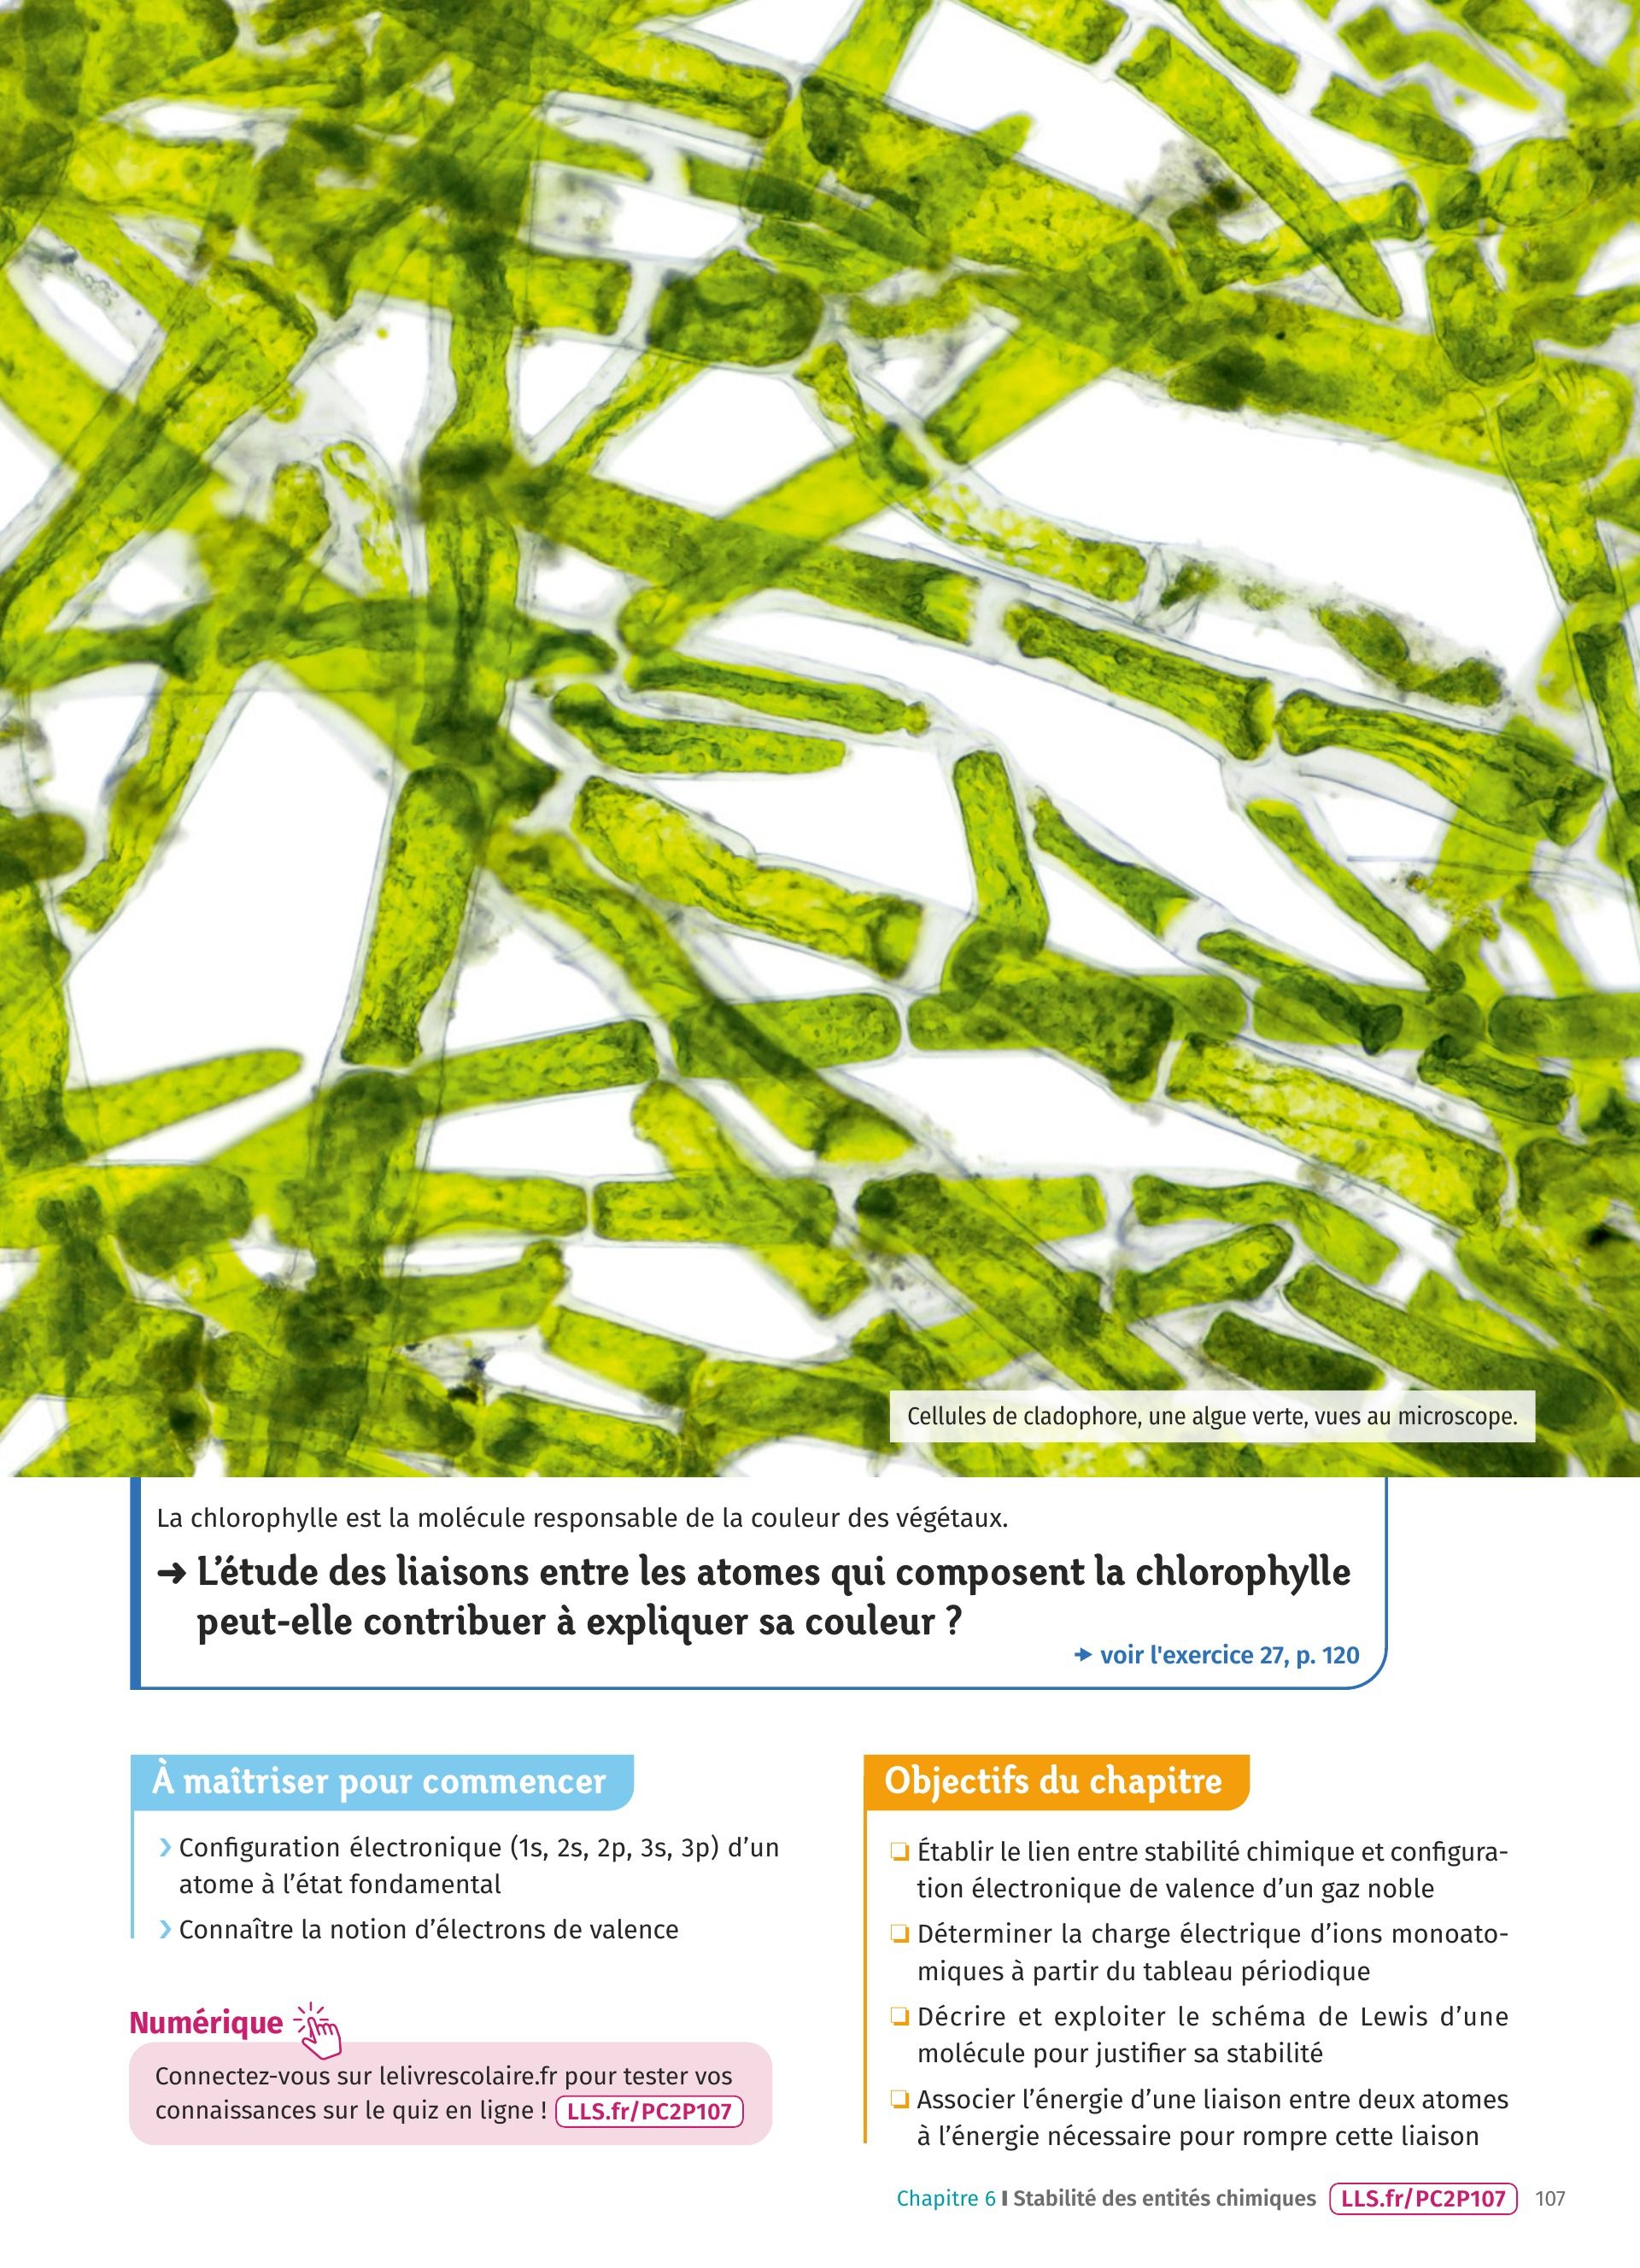 Cellules de cladophore, une algue verte, vues au microscope.
La chlorophylle est la molécule responsable de la couleur des végétaux.
➜ L’étude des liaisons entre les atomes qui composent la chlorophylle
peut-elle contribuer à expliquer sa couleur ?
➜ voir l'exercice 27, p. 120
À maîtriser pour commencer
❯ Configuration électronique (1s, 2s, 2p, 3s, 3p) d’un
atome à l’état fondamental
❯ Connaître la notion d’électrons de valence
Numérique
Connectez-vous sur lelivrescolaire.fr pour tester vos
connaissances sur le quiz en ligne ! LLS.fr/PC2P107
Objectifs du chapitre
❏ Établir le lien entre stabilité chimique et configura-
tion électronique de valence d’un gaz noble
❏ Déterminer la charge électrique d’ions monoato-
miques à partir du tableau périodique
❏ Décrire et exploiter le schéma de Lewis d’une
molécule pour justifier sa stabilité
❏ Associer l’énergie d’une liaison entre deux atomes
à l’énergie nécessaire pour rompre cette liaison
Chapitre 6 I Stabilité des entités chimiques LLS.fr/PC2P107 107